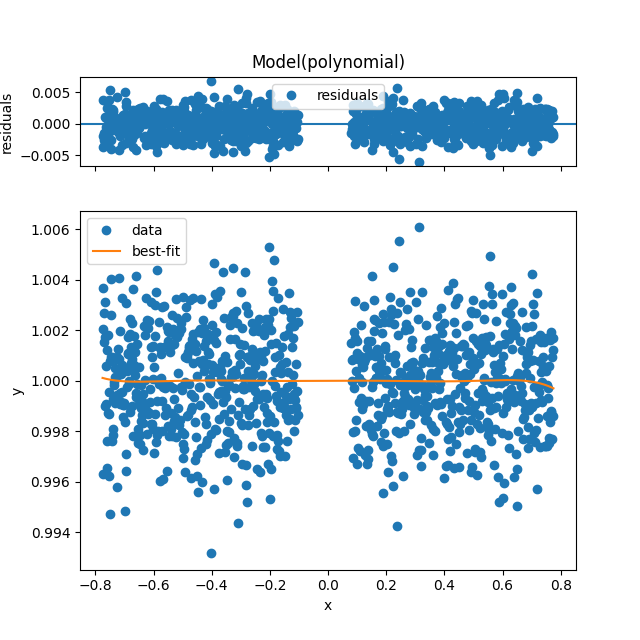 Model(polynomial)
residuals
0.005
0.000
−0.005
residuals
data
best-fit
y
1.006
1.004
1.002
1.000
0.998
0.996
0.994
−0.8 −0.6 −0.4 −0.2 0.0 0.2 0.4 0.6 0.8
x